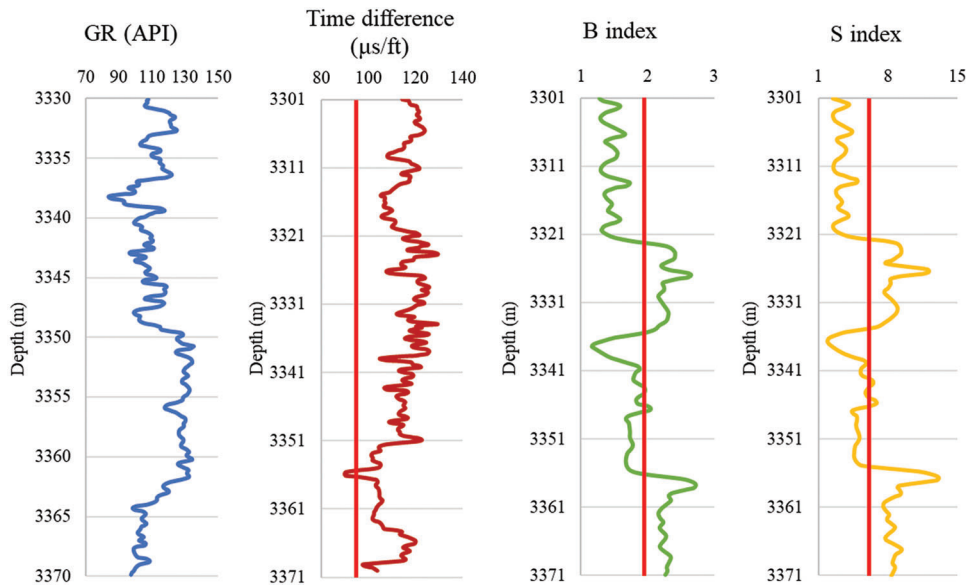 GR (API)
70 90 110 130 150
3330
3335
3340
3345
3350
3355
3360
3365
3370
Depth (m)
Time difference
(μs/ft)
80 100 120 140
3301
3311
3321
3331
3341
3351
3361
3371
Depth (m)
B index
1 2 3
3301
3311
3321
3331
3341
3351
3361
3371
Depth (m)
S index
1 8 15
3301
3311
3321
3331
3341
3351
3361
3371
Depth (m)